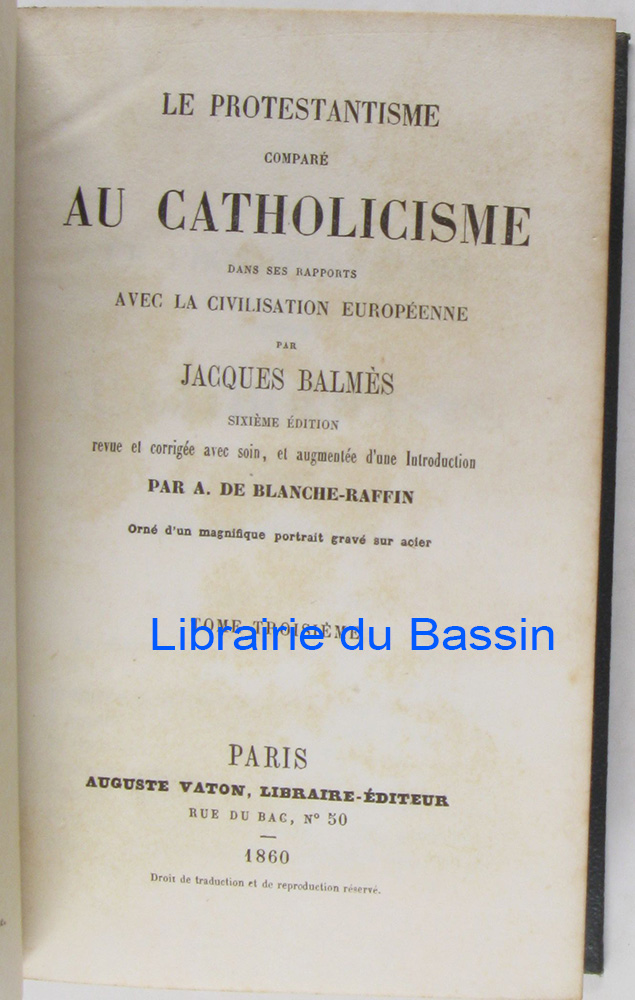 LE PROTESTANTISME
COMPARÉ
AU CATHOLICISME
DANS SES RAPPORTS
AVEC LA CIVILISATION EUROPÉENNE
PAR
JACQUES BALMÈS
SIXIÈME ÉDITION
revue et corrigée avec soin, et augmentée d'une Introduction
PAR A. DE BLANCHE-RAFFIN
Orné d'un magnifique portrait gravé sur acier
TOME TROISIÈME
Librairie du Bassin
PARIS
AUGUSTE VATON, LIBRAIRE-ÉDITEUR
RUE DU BAC, Nº 50
1860
Droit de traduction et de reproduction réservé.